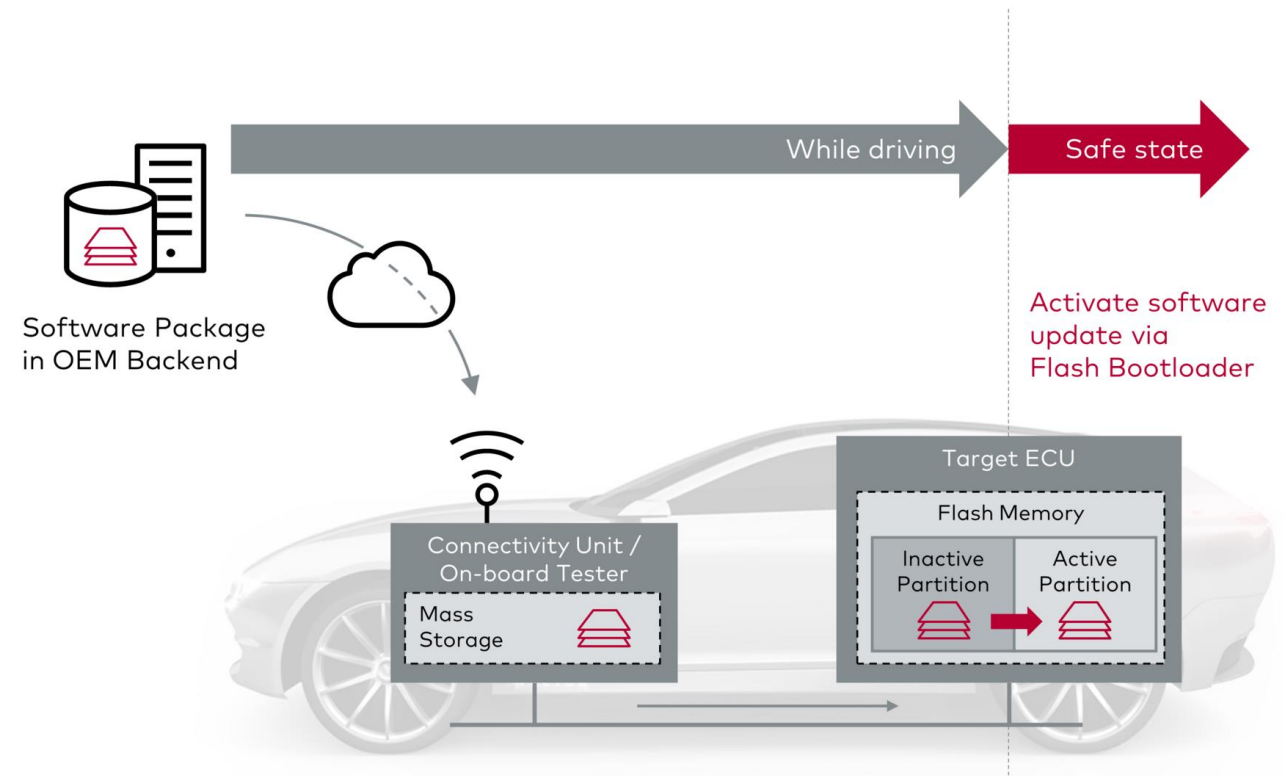 While driving
Safe state
Software Package
in OEM Backend
Activate software
update via
Flash Bootloader
Connectivity Unit /
On-board Tester
Mass
Storage
Target ECU
Flash Memory
Inactive
Partition
Active
Partition